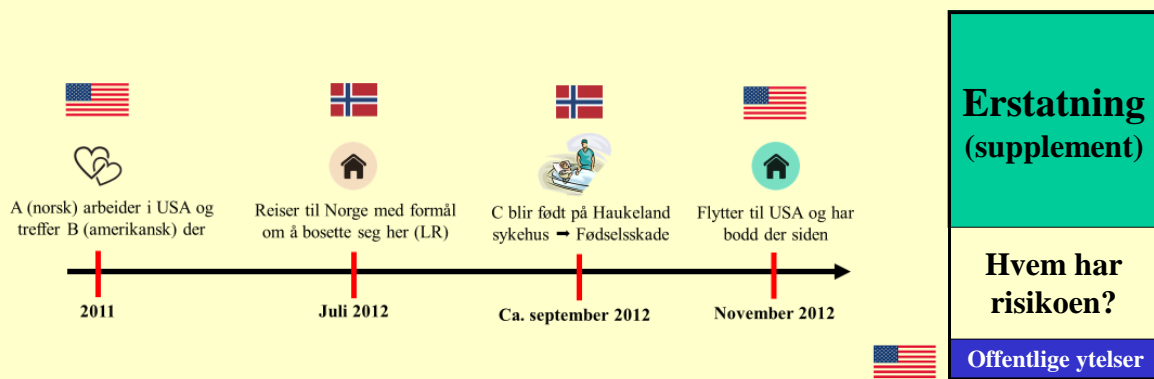 A (norsk) arbeider i USA og
treffer B (amerikansk) der
2011
Reiser til Norge med formål
om å bosette seg her (LR)
Juli 2012
C blir født på Haukeland
sykehus ➞ Fødselsskade
Ca. september 2012
Flytter til USA og har
bodd der siden
November 2012
Erstatning
(supplement)
Hvem har
risikoen?
Offentlige ytelser